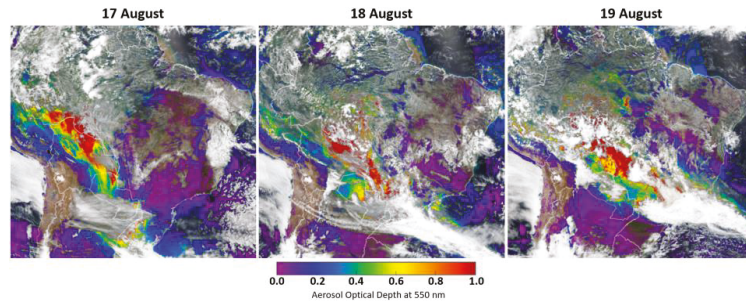 17 August
18 August
19 August
0.0 0.2 0.4 0.6 0.8 1.0
Aerosol Optical Depth at 550 nm